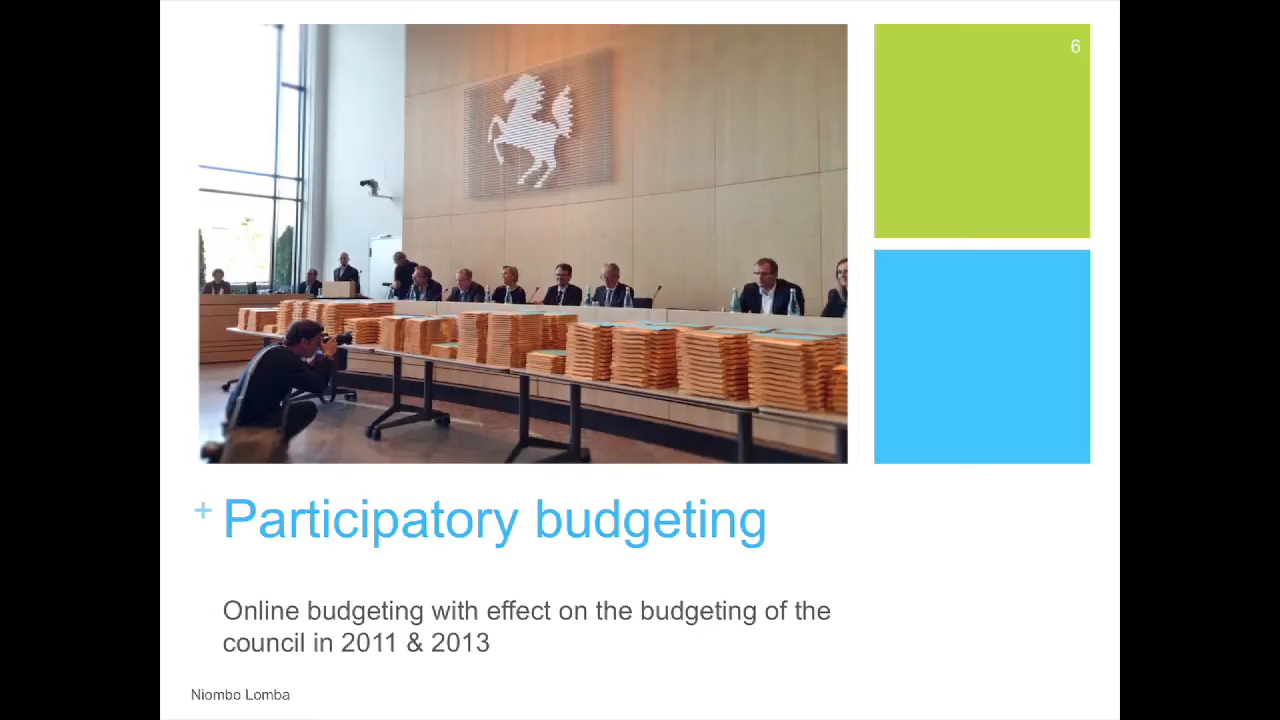 6
+ Participatory budgeting
Online budgeting with effect on the budgeting of the
council in 2011 & 2013
Niombo Lomba